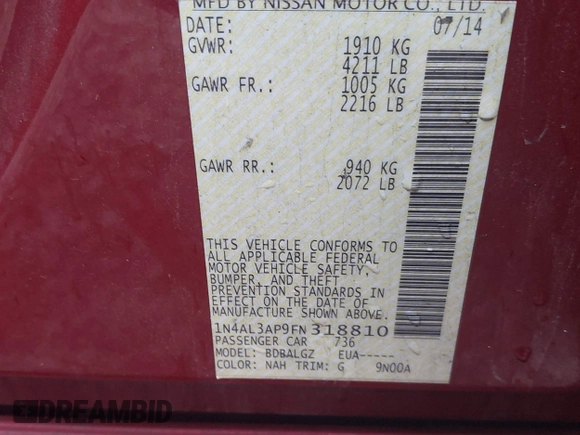 MFD BY NISSAN MOTOR CO., LTD.
DATE: 07/14
GVWR: 1910 KG
4211 LB
GAWR FR.: 1005 KG
2216 LB
GAWR RR.: 940 KG
2072 LB
THIS VEHICLE CONFORMS TO
ALL APPLICABLE FEDERAL
MOTOR VEHICLE SAFETY,
BUMPER, AND THEFT
PREVENTION STANDARDS IN
EFFECT ON THE DATE OF
MANUFACTURE SHOWN ABOVE.
1N4AL3AP9FN318810
PASSENGER CAR 736
MODEL: BDBALGZ EUA-----
COLOR: NAH TRIM: G 9N00A
DREAMBID